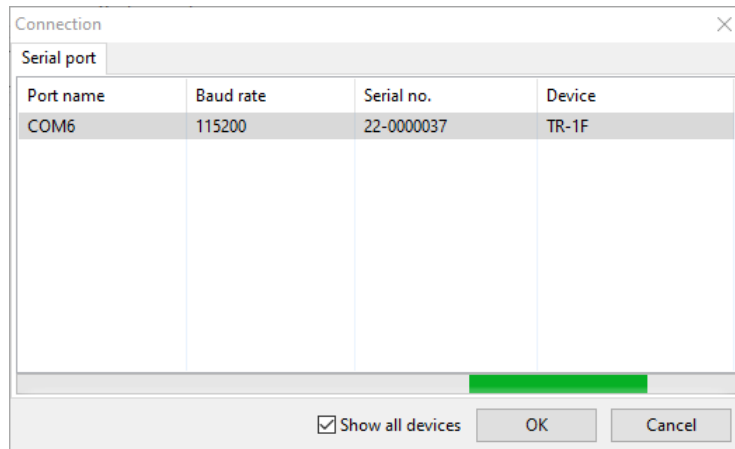 Connection
Serial port
Port name Baud rate Serial no. Device
COM6 115200 22-0000037 TR-1F
Show all devices OK Cancel